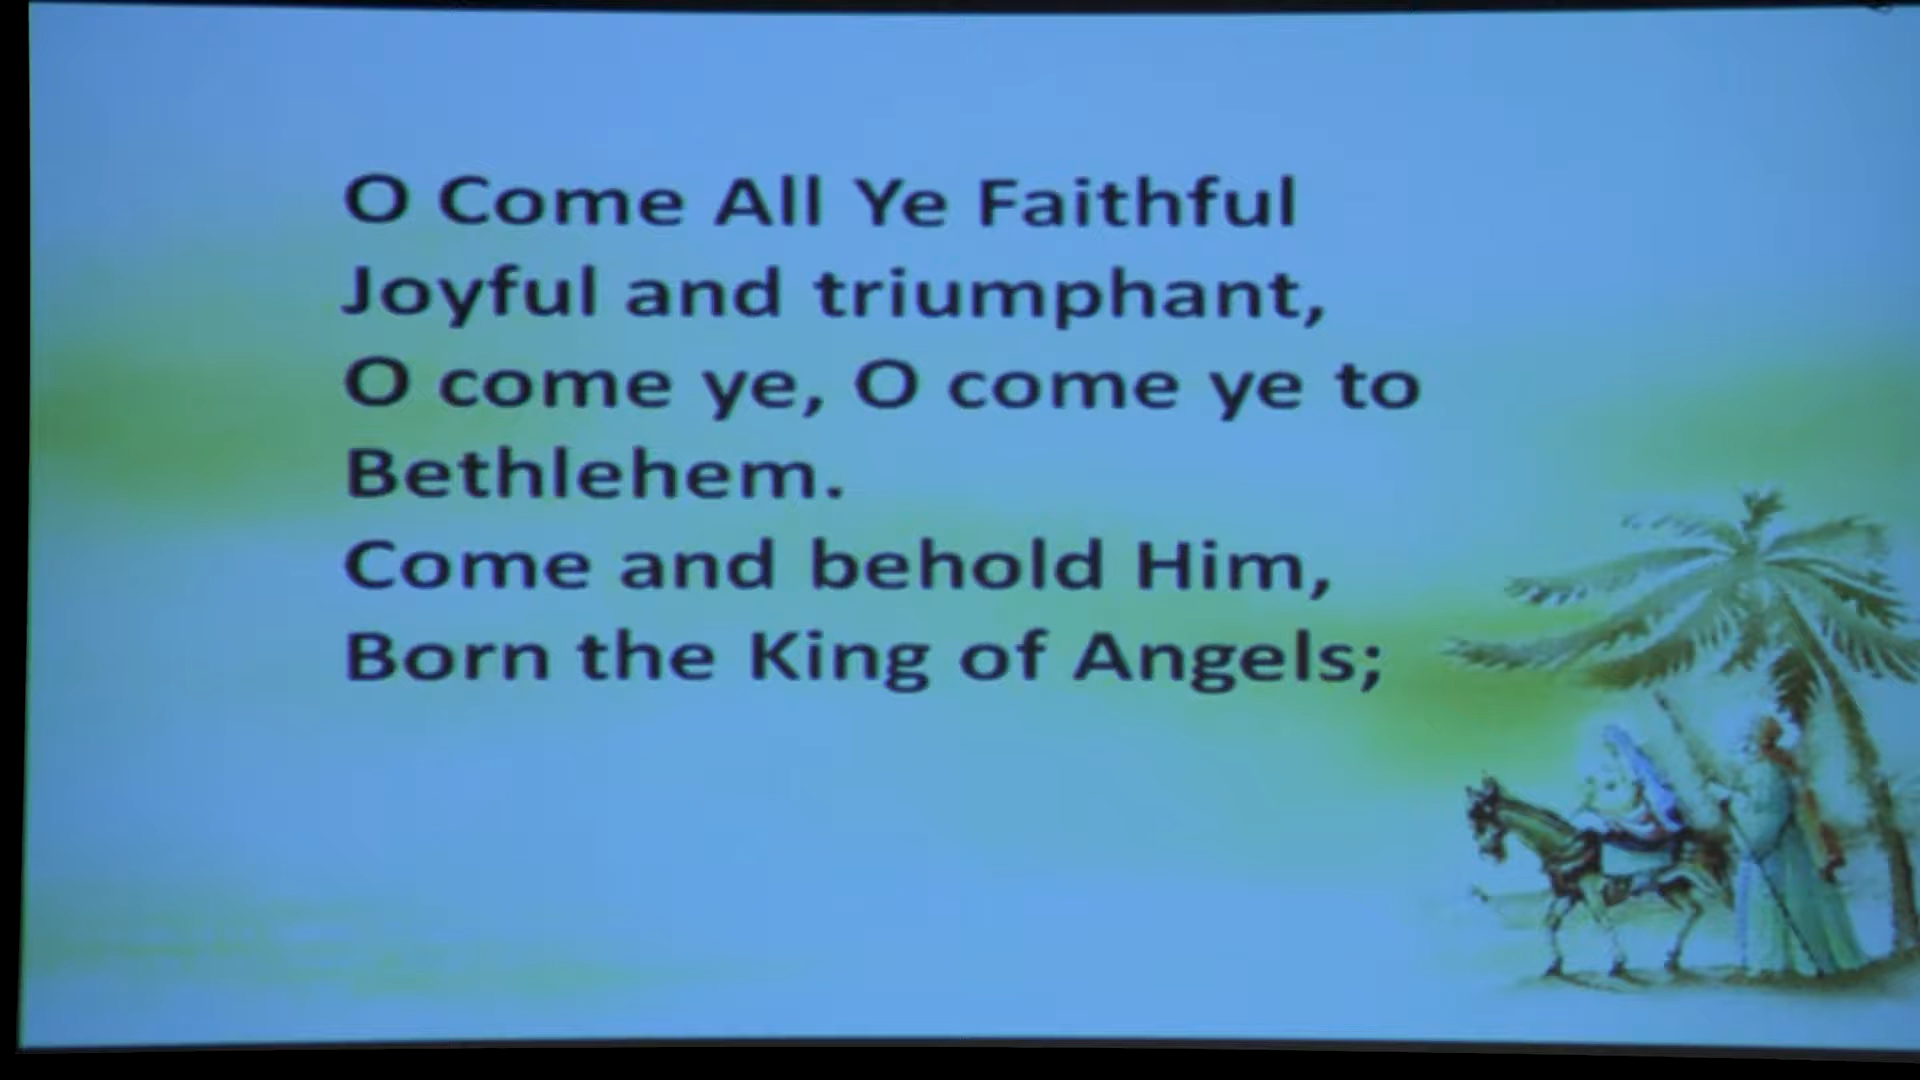 O Come All Ye Faithful
Joyful and triumphant,
O come ye, O come ye to
Bethlehem.
Come and behold Him,
Born the King of Angels;